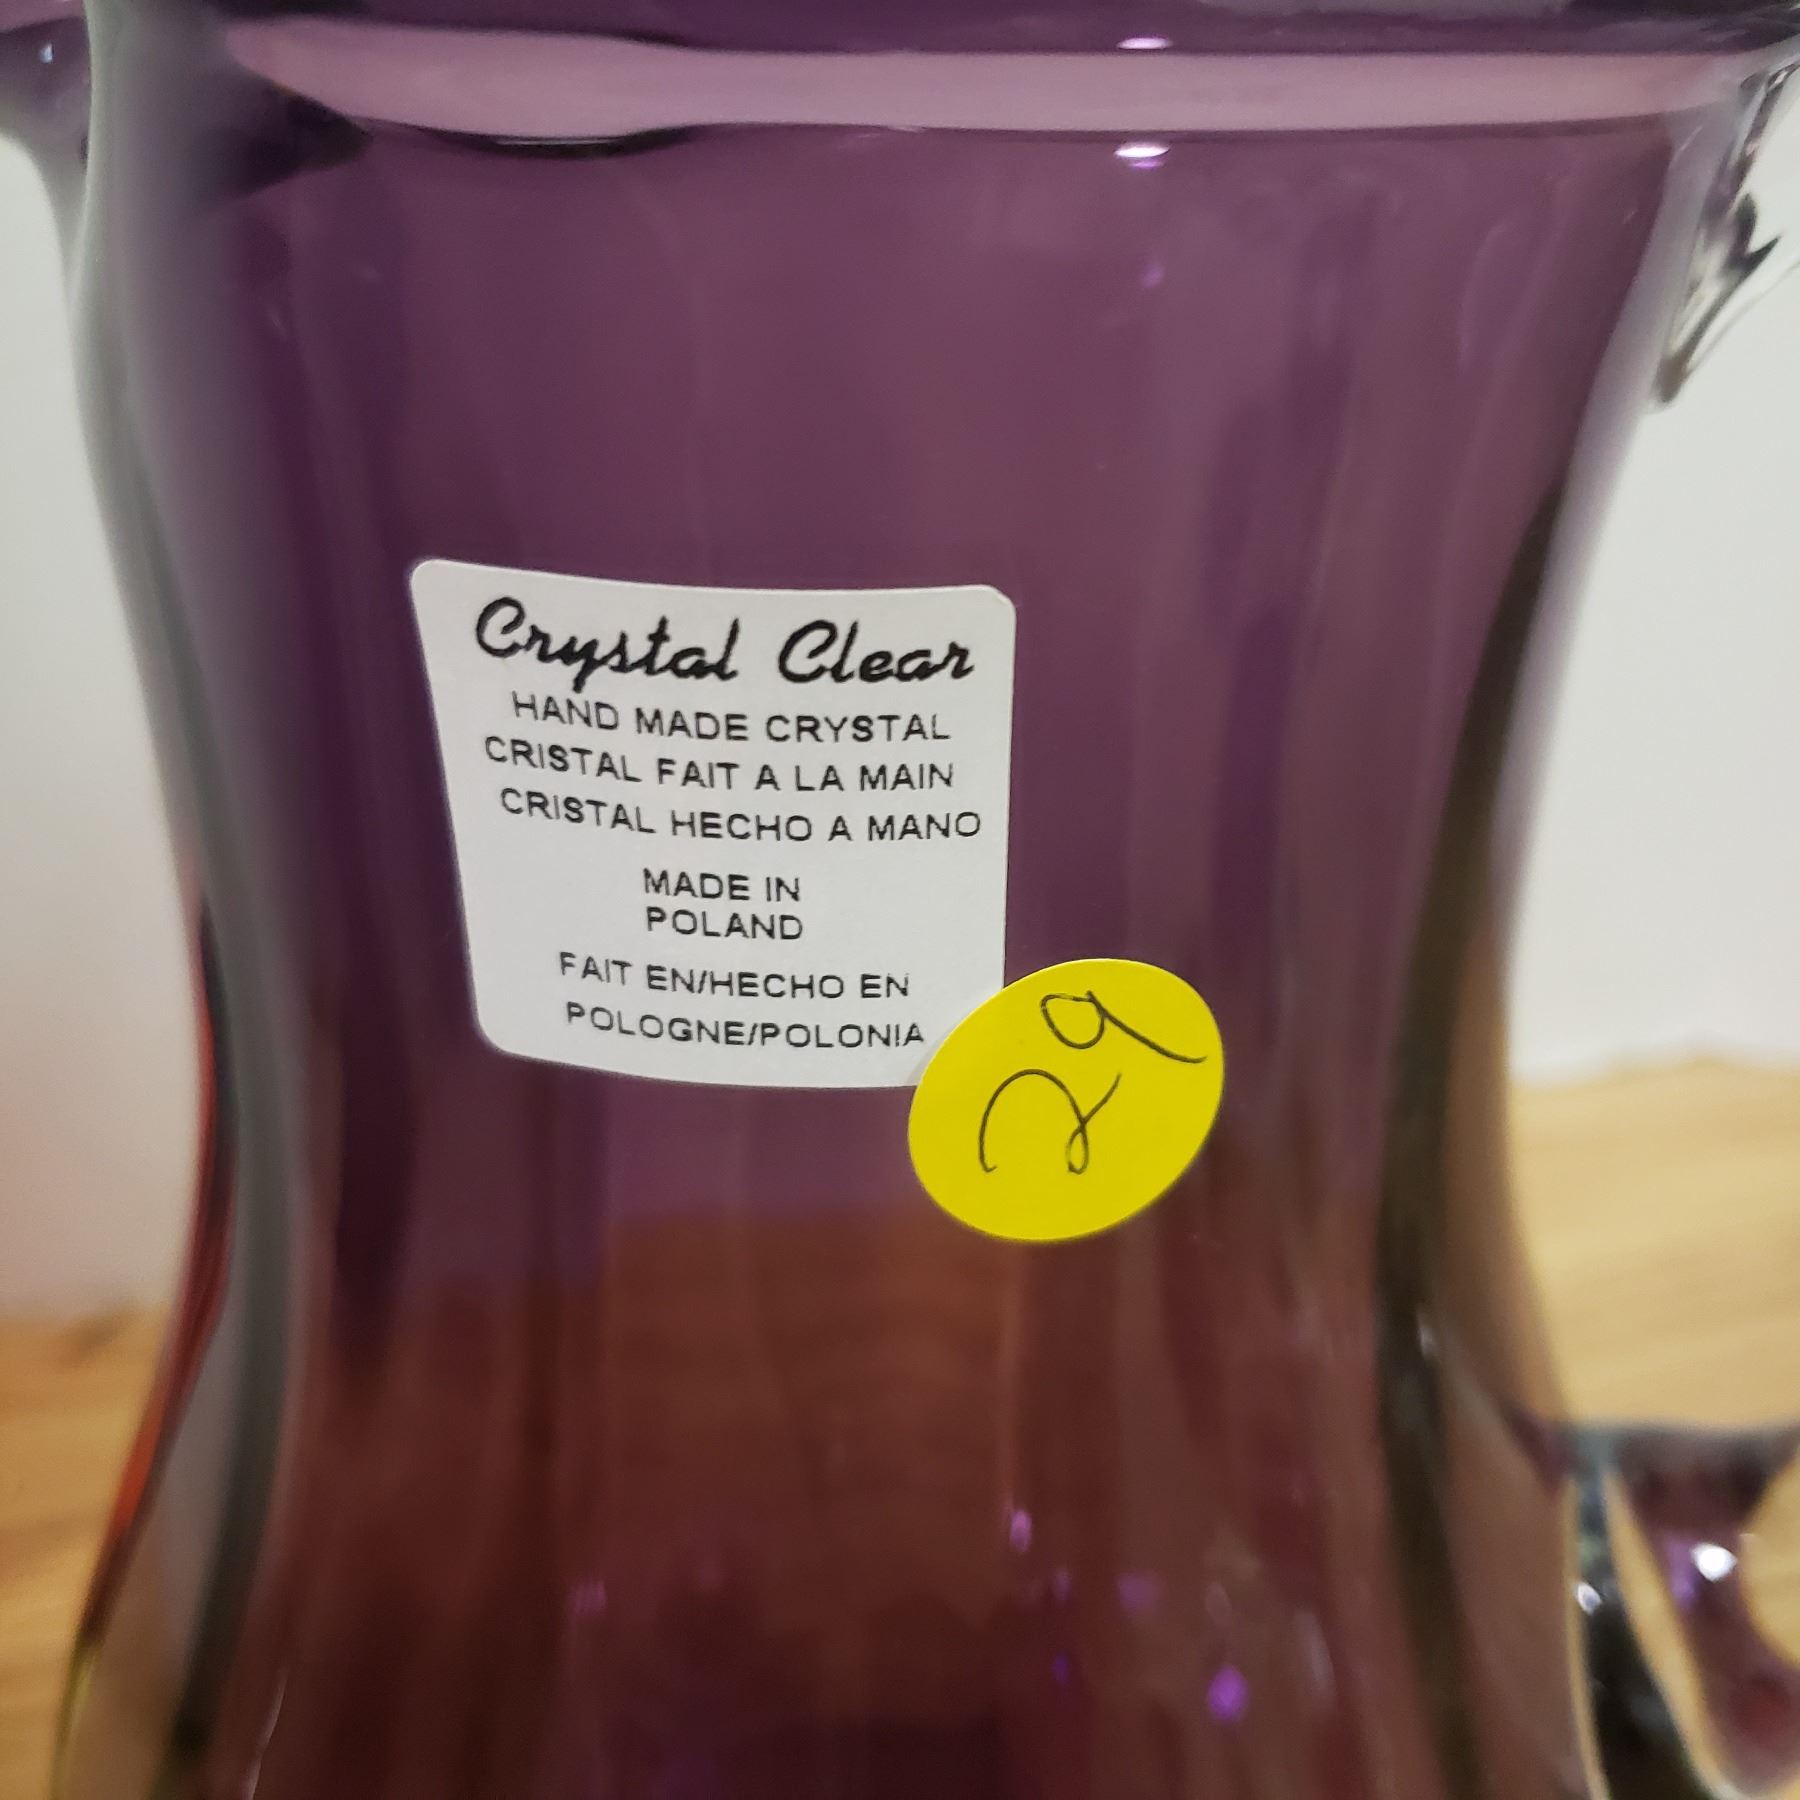 Crystal Clear
HAND MADE CRYSTAL
CRISTAL FAIT A LA MAIN
CRISTAL HECHO A MANO
MADE IN
POLAND
FAIT EN/HECHO EN
POLOGNE/POLONIA
29